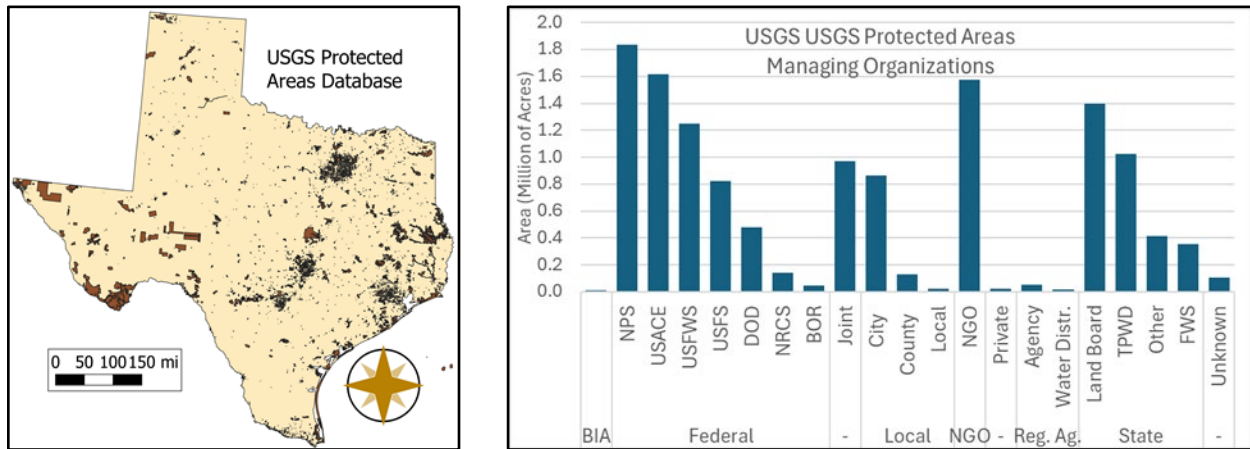 USGS Protected
Areas Database
0 50 100150 mi
USGS USGS Protected Areas
Managing Organizations
Area (Million of Acres)
2.0
1.8
1.6
1.4
1.2
1.0
0.8
0.6
0.4
0.2
0.0
NPS
USACE
USFWS
USFS
DOD
NRCS
BOR
Joint
City
County
Local
NGO
Private
Agency
Water Distr.
Land Board
TPWD
Other
FWS
Unknown
BIA Federal - Local NGO - Reg. Ag. State -